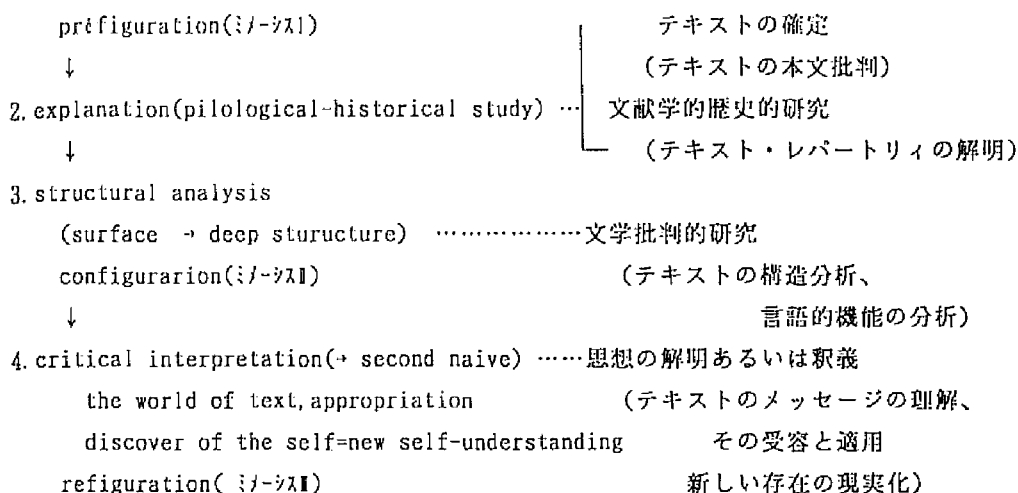 préfiguration(ﾐﾒｰｼｽⅠ) テキストの確定
↓ (テキストの本文批判)
2. explanation(pilological-historical study) … 文献学的歴史的研究
↓ (テキスト・レパートリィの解明)
3. structural analysis
(surface → deep sturucture) ……………… 文学批判的研究
configurarion(ﾐﾒｰｼｽⅡ) (テキストの構造分析、
↓ 言語的機能の分析)
4. critical interpretation(→ second naive) …… 思想の解明あるいは釈義
the world of text, appropriation (テキストのメッセージの理解、
discover of the self=new self-understanding その受容と適用
refiguration( ﾐﾒｰｼｽⅡ) 新しい存在の現実化)